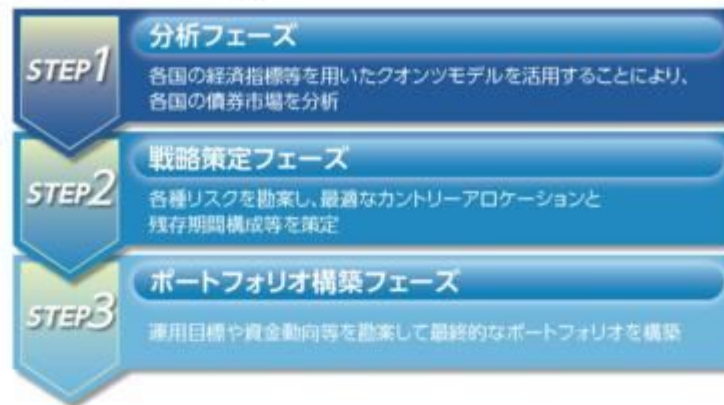 STEP1
分析フェーズ
各国の経済指標等を用いたクオンツモデルを活用することにより、
各国の債券市場を分析
STEP2
戦略策定フェーズ
各種リスクを勘案し、最適なカントリーアロケーションと
残存期間構成等を策定
STEP3
ポートフォリオ構築フェーズ
運用目標や資金動向等を勘案して最終的なポートフォリオを構築